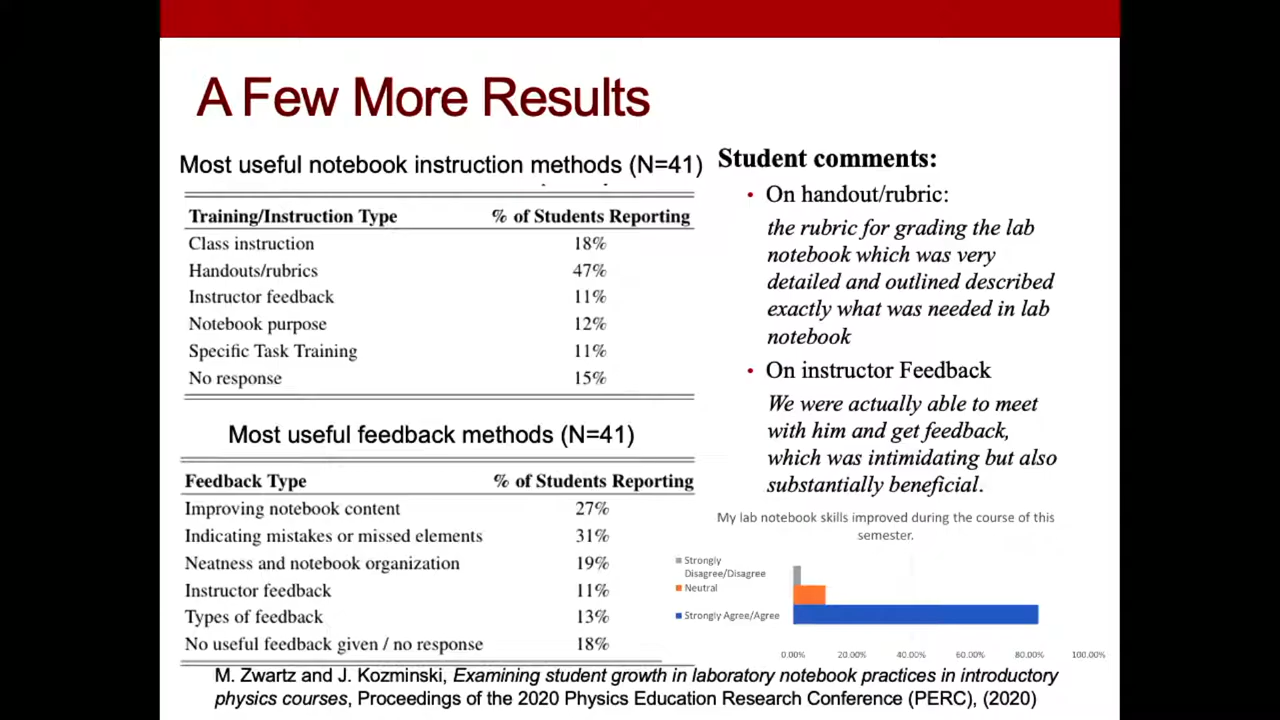 A Few More Results
Most useful notebook instruction methods (N=41)
Training/Instruction Type % of Students Reporting
Class instruction 18%
Handouts/rubrics 47%
Instructor feedback 11%
Notebook purpose 12%
Specific Task Training 11%
No response 15%
Most useful feedback methods (N=41)
Feedback Type % of Students Reporting
Improving notebook content 27%
Indicating mistakes or missed elements 31%
Neatness and notebook organization 19%
Instructor feedback 11%
Types of feedback 13%
No useful feedback given / no response 18%
Student comments:
• On handout/rubric:
the rubric for grading the lab
notebook which was very
detailed and outlined described
exactly what was needed in lab
notebook
• On instructor Feedback
We were actually able to meet
with him and get feedback,
which was intimidating but also
substantially beneficial.
My lab notebook skills improved during the course of this
semester.
Strongly
Disagree/Disagree
Neutral
Strongly Agree/Agree
0.00% 20.00% 40.00% 60.00% 80.00% 100.00%
M. Zwartz and J. Kozminski, Examining student growth in laboratory notebook practices in introductory
physics courses, Proceedings of the 2020 Physics Education Research Conference (PERC), (2020)